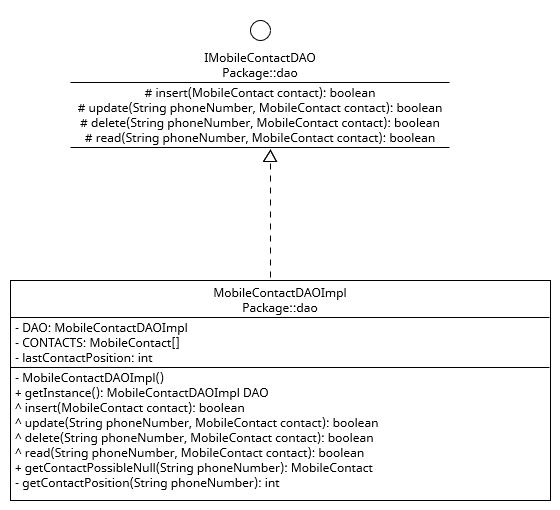 IMobileContactDAO
Package::dao
# insert(MobileContact contact): boolean
# update(String phoneNumber, MobileContact contact): boolean
# delete(String phoneNumber, MobileContact contact): boolean
# read(String phoneNumber, MobileContact contact): boolean
MobileContactDAOImpl
Package::dao
- DAO: MobileContactDAOImpl
- CONTACTS: MobileContact[]
- lastContactPosition: int
- MobileContactDAOImpl()
+ getInstance(): MobileContactDAOImpl DAO
^ insert(MobileContact contact): boolean
^ update(String phoneNumber, MobileContact contact): boolean
^ delete(String phoneNumber, MobileContact contact): boolean
^ read(String phoneNumber, MobileContact contact): boolean
+ getContactPossibleNull(String phoneNumber): MobileContact
- getContactPosition(String phoneNumber): int